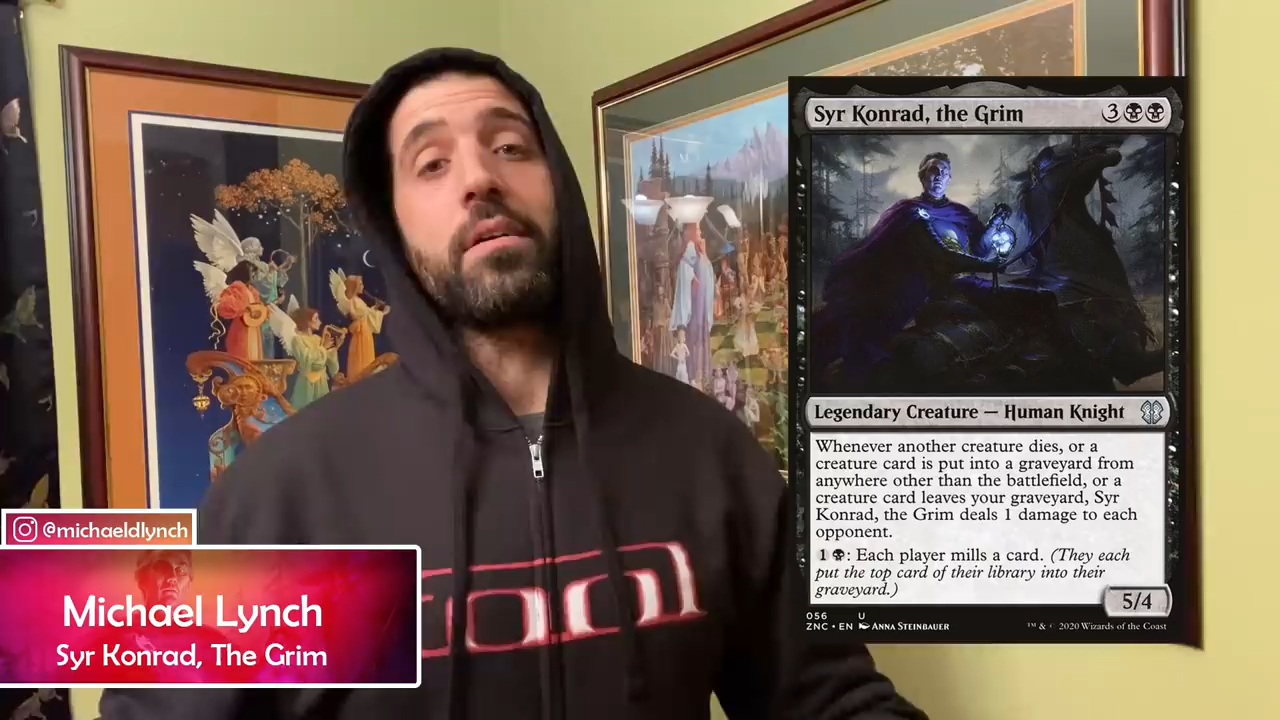 Syr Konrad, the Grim 3
Legendary Creature — Human Knight
Whenever another creature dies, or a
creature card is put into a graveyard from
anywhere other than the battlefield, or a
creature card leaves your graveyard, Syr
Konrad, the Grim deals 1 damage to each
opponent.
1 : Each player mills a card. (They each
put the top card of their library into their
graveyard.)
5/4
056 U
ZNC • EN Anna Steinbauer ™ & © 2020 Wizards of the Coast
@michaeldlynch
Michael Lynch
Syr Konrad, The Grim
Tool